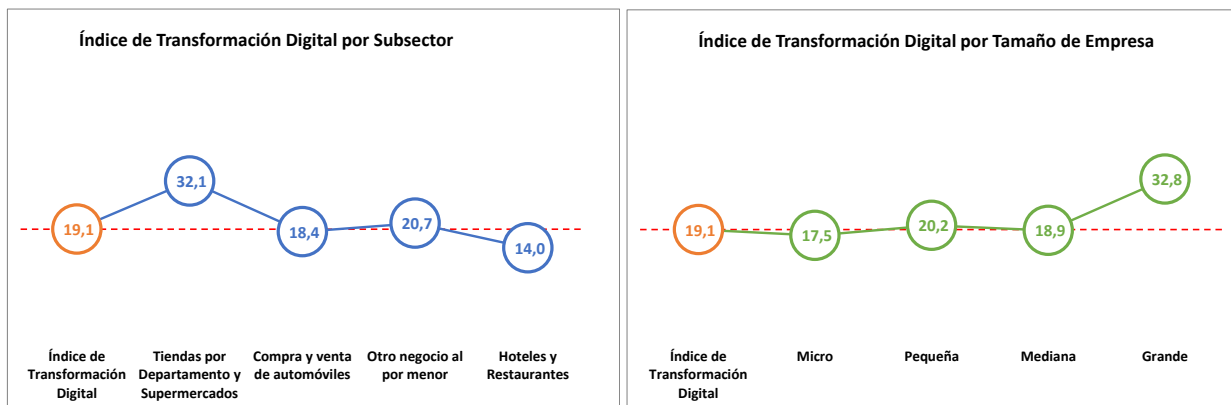 Índice de Transformación Digital por Subsector
32,1
19,1
18,4
20,7
14,0
Índice de
Transformación
Digital
Tiendas por
Departamento y
Supermercados
Compra y venta
de automóviles
Otro negocio al
por menor
Hoteles y
Restaurantes
Índice de Transformación Digital por Tamaño de Empresa
19,1
17,5
20,2
18,9
32,8
Índice de
Transformación
Digital
Micro
Pequeña
Mediana
Grande